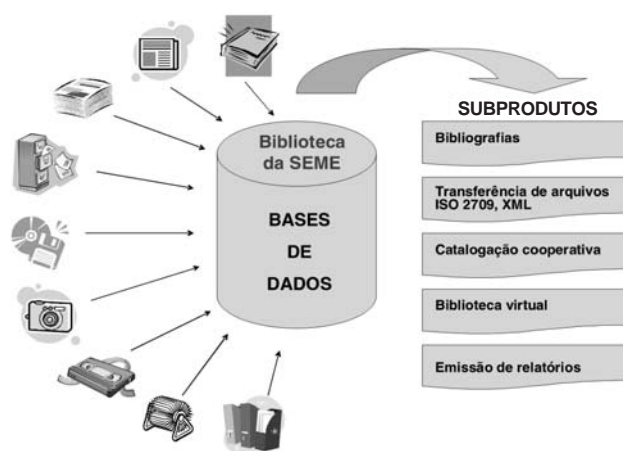 Biblioteca
da SEME
BASES
DE
DADOS
SUBPRODUTOS
Bibliografias
Transferência de arquivos
ISO 2709, XML
Catalogação cooperativa
Biblioteca virtual
Emissão de relatórios